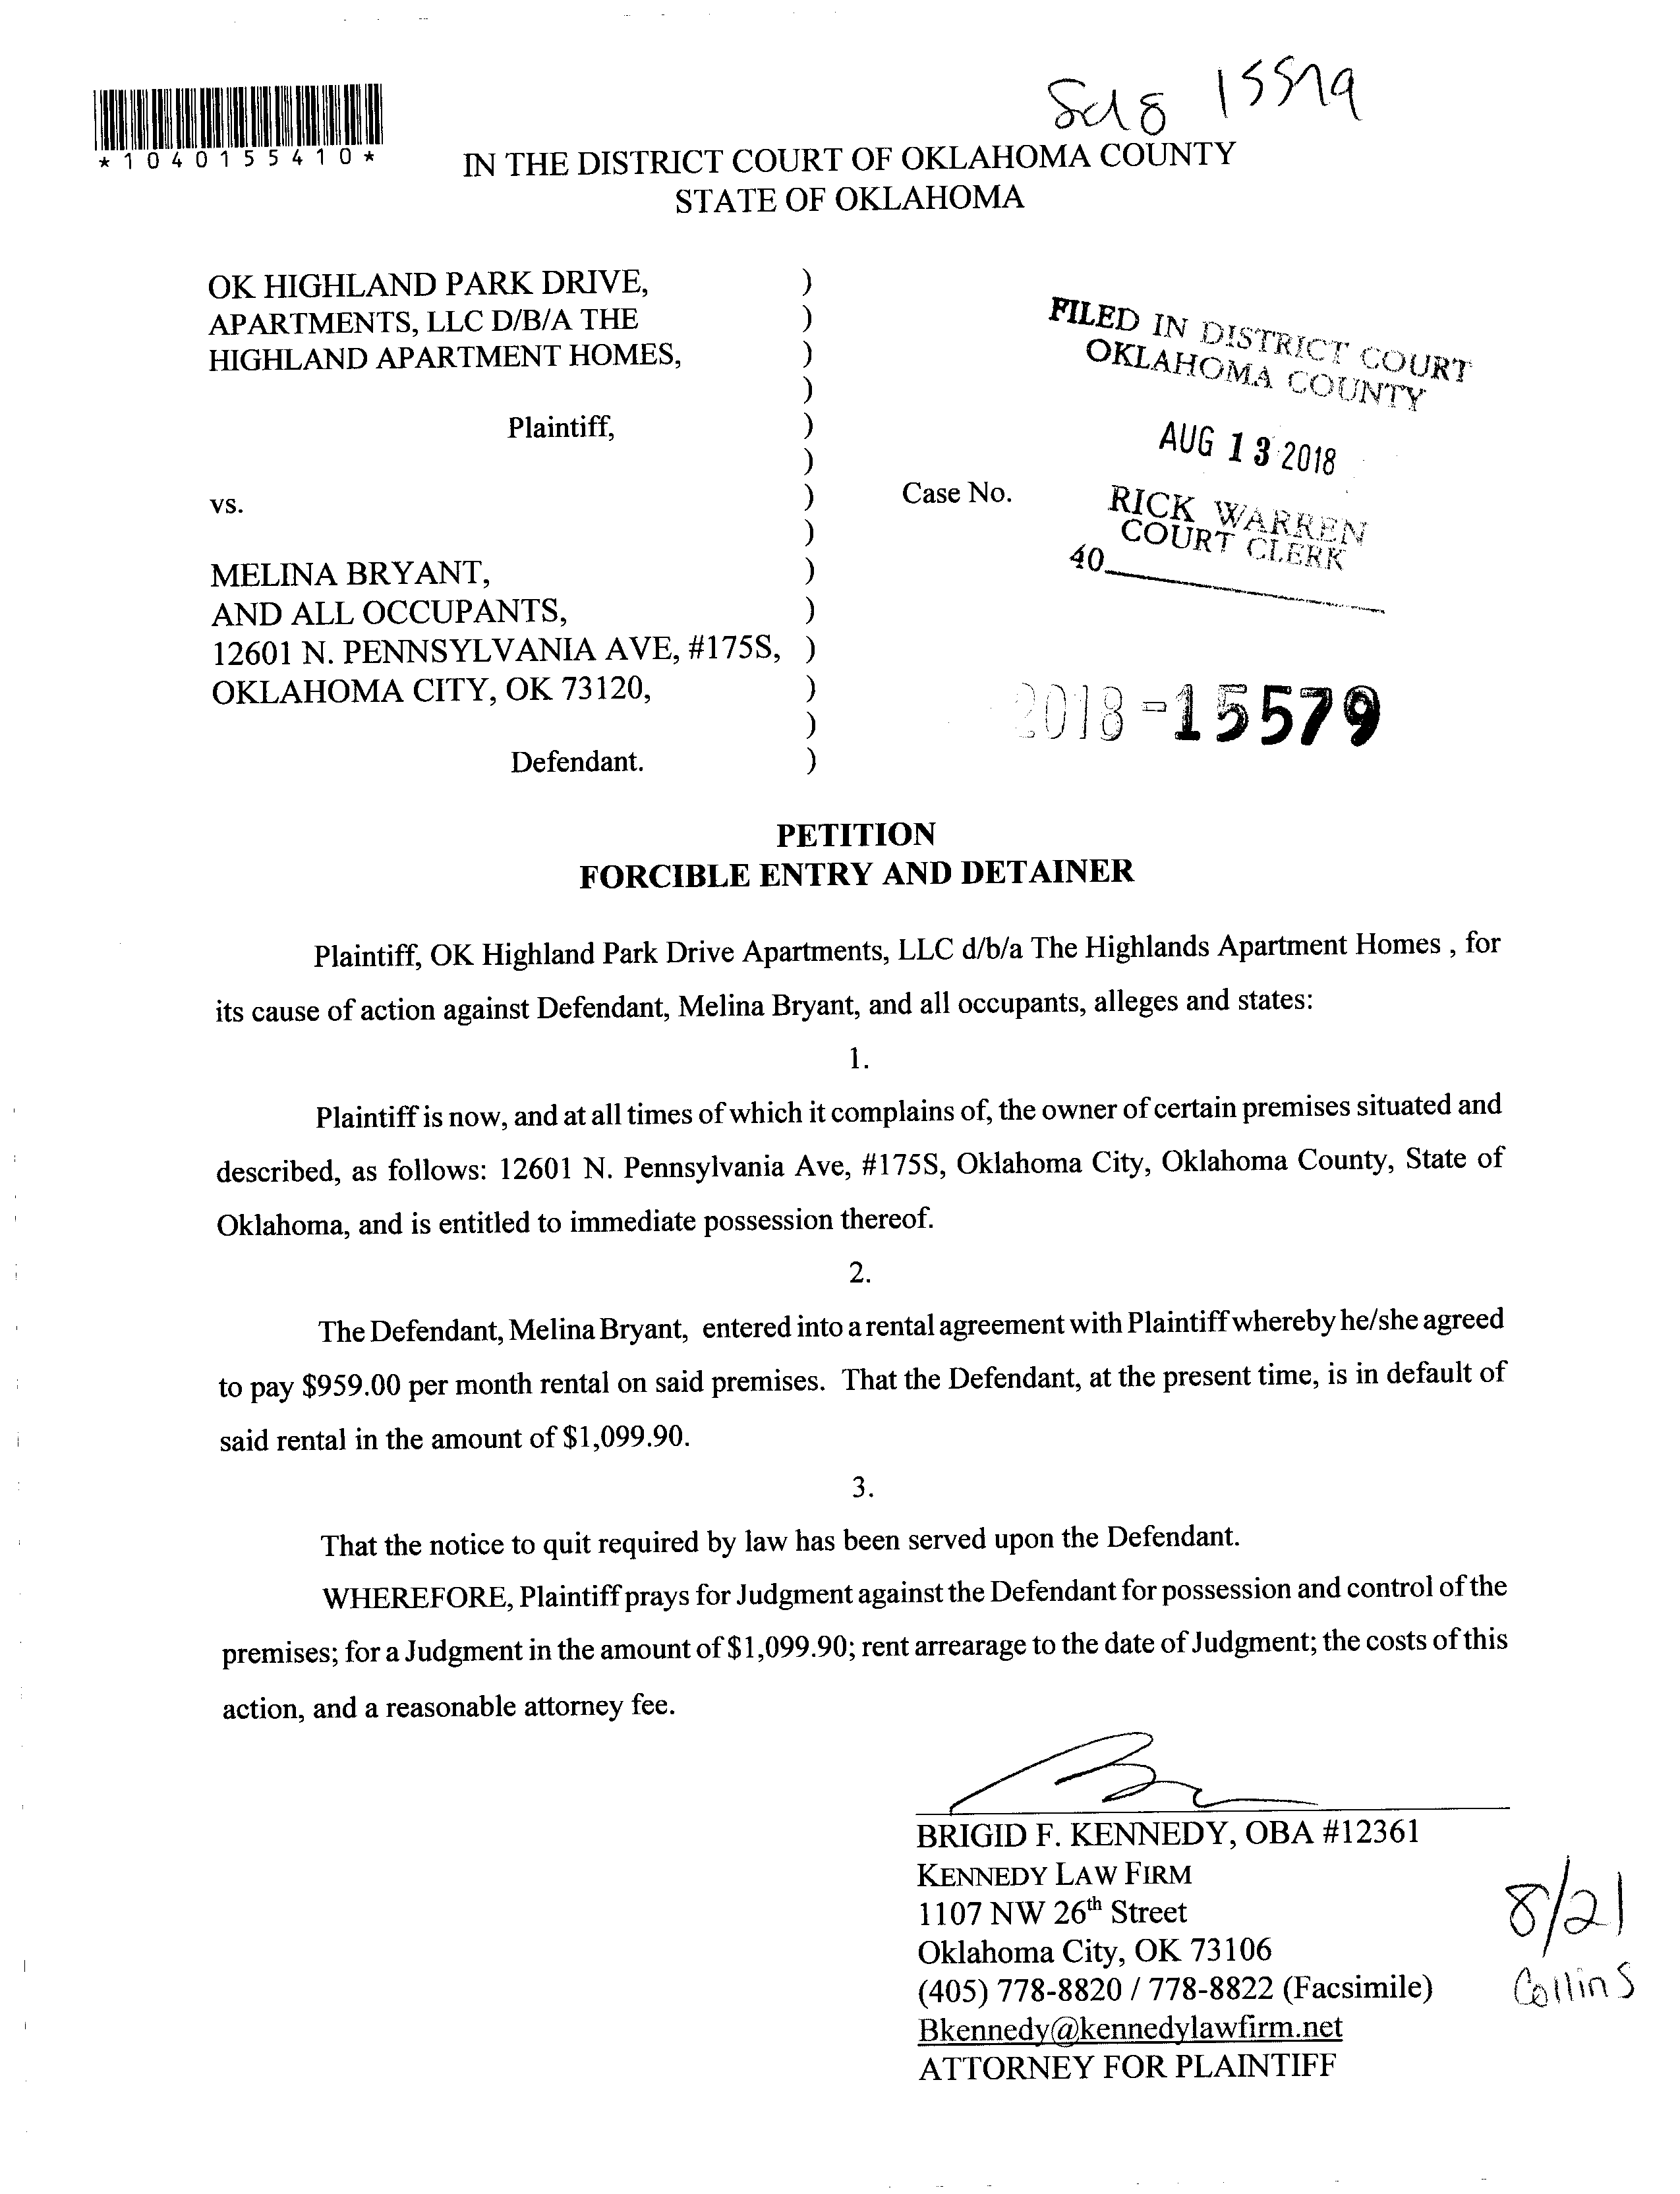 *1040155410*
15579
IN THE DISTRICT COURT OF OKLAHOMA COUNTY
STATE OF OKLAHOMA
OK HIGHLAND PARK DRIVE, )
APARTMENTS, LLC D/B/A THE )
HIGHLAND APARTMENT HOMES, )
)
Plaintiff, )
)
vs. ) Case No.
)
MELINA BRYANT, )
AND ALL OCCUPANTS, )
12601 N. PENNSYLVANIA AVE, #175S, )
OKLAHOMA CITY, OK 73120, )
)
Defendant. )
FILED IN DISTRICT COURT
OKLAHOMA COUNTY
AUG 13 2018
RICK WARREN
COURT CLERK
40
2018-15579
PETITION
FORCIBLE ENTRY AND DETAINER
Plaintiff, OK Highland Park Drive Apartments, LLC d/b/a The Highlands Apartment Homes , for
its cause of action against Defendant, Melina Bryant, and all occupants, alleges and states:
1.
Plaintiff is now, and at all times of which it complains of, the owner of certain premises situated and
described, as follows: 12601 N. Pennsylvania Ave, #175S, Oklahoma City, Oklahoma County, State of
Oklahoma, and is entitled to immediate possession thereof.
2.
The Defendant, Melina Bryant, entered into a rental agreement with Plaintiff whereby he/she agreed
to pay $959.00 per month rental on said premises. That the Defendant, at the present time, is in default of
said rental in the amount of $1,099.90.
3.
That the notice to quit required by law has been served upon the Defendant.
WHEREFORE, Plaintiff prays for Judgment against the Defendant for possession and control of the
premises; for a Judgment in the amount of $1,099.90; rent arrearage to the date of Judgment; the costs of this
action, and a reasonable attorney fee.
BRIGID F. KENNEDY, OBA #12361
KENNEDY LAW FIRM
1107 NW 26th Street
Oklahoma City, OK 73106
(405) 778-8820 / 778-8822 (Facsimile)
Bkennedy@kennedylawfirm.net
ATTORNEY FOR PLAINTIFF
8/21
Collins